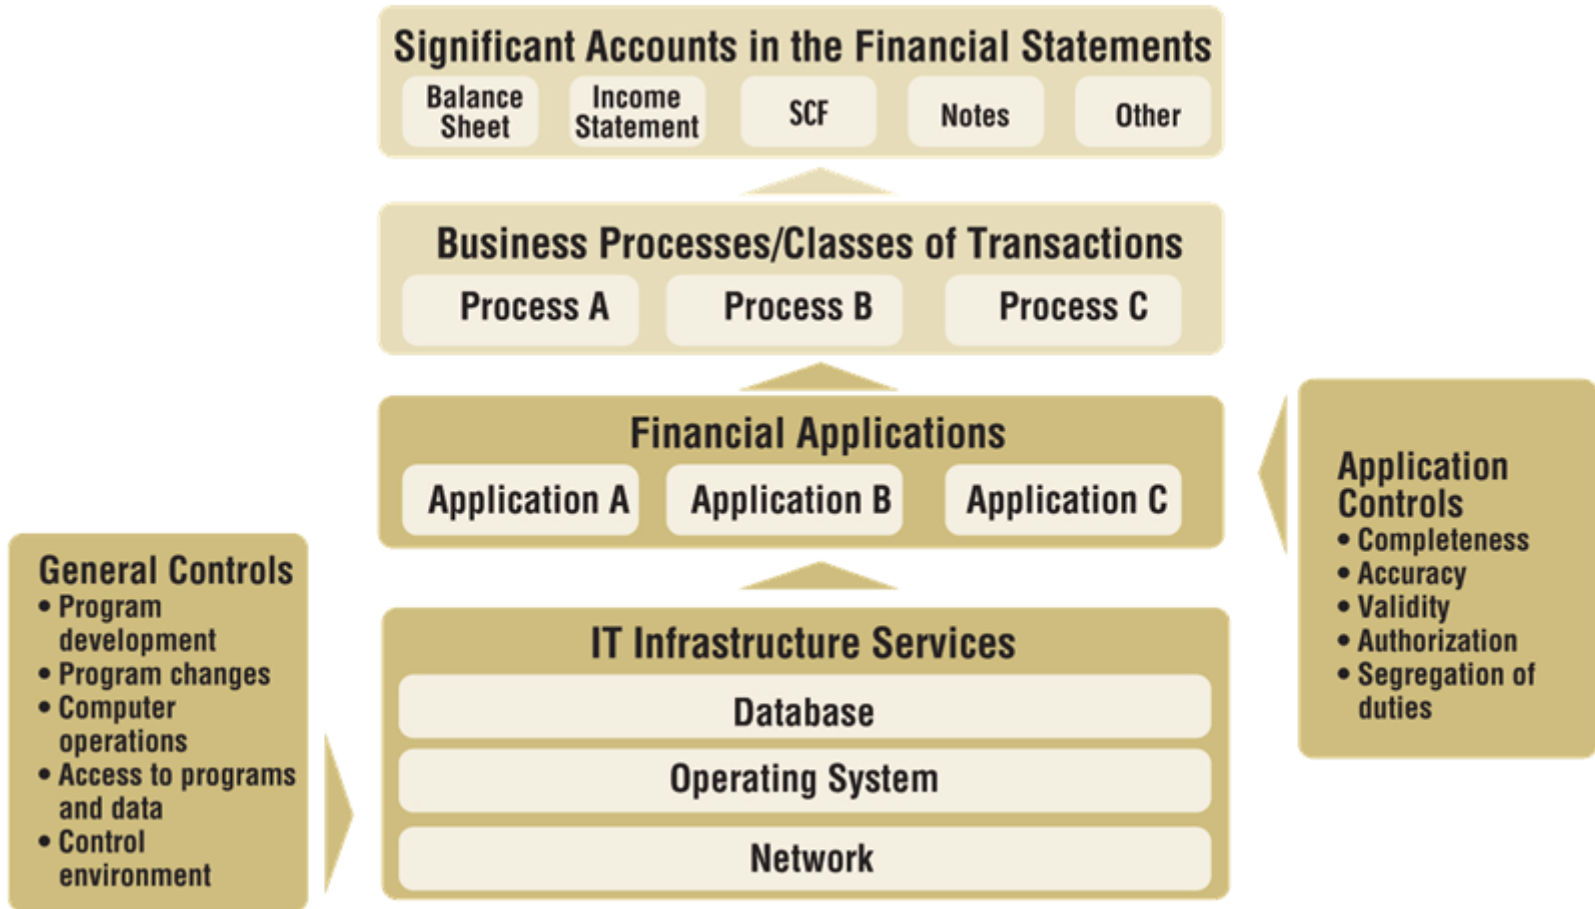 Significant Accounts in the Financial Statements
Balance
Sheet
Income
Statement
SCF
Notes
Other
Business Processes/Classes of Transactions
Process A
Process B
Process C
Financial Applications
Application A
Application B
Application C
Application
Controls
• Completeness
• Accuracy
• Validity
• Authorization
• Segregation of
duties
General Controls
• Program
development
• Program changes
• Computer
operations
• Access to programs
and data
• Control
environment
IT Infrastructure Services
Database
Operating System
Network